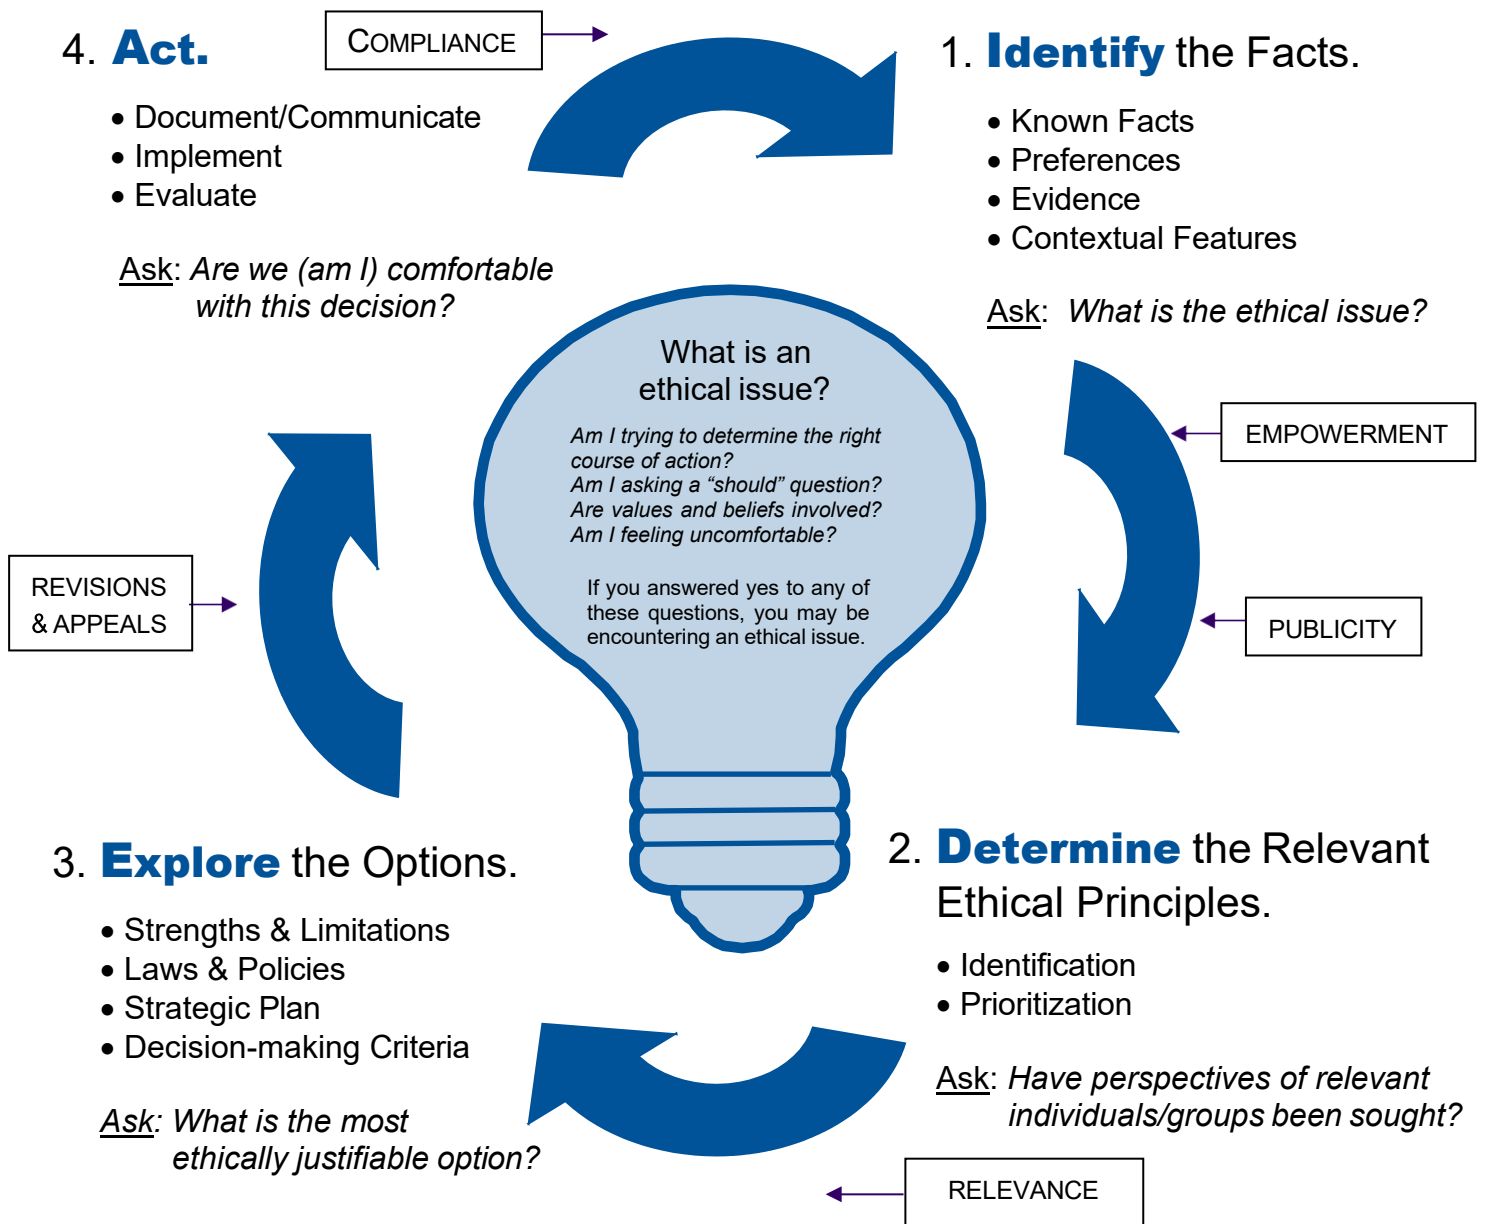 4. Act.
• Document/Communicate
• Implement
• Evaluate
Ask: Are we (am I) comfortable
with this decision?
COMPLIANCE
1. Identify the Facts.
• Known Facts
• Preferences
• Evidence
• Contextual Features
Ask: What is the ethical issue?
What is an
ethical issue?
Am I trying to determine the right
course of action?
Am I asking a “should” question?
Are values and beliefs involved?
Am I feeling uncomfortable?
If you answered yes to any of
these questions, you may be
encountering an ethical issue.
EMPOWERMENT
PUBLICITY
REVISIONS
& APPEALS
3. Explore the Options.
• Strengths & Limitations
• Laws & Policies
• Strategic Plan
• Decision-making Criteria
Ask: What is the most
ethically justifiable option?
2. Determine the Relevant
Ethical Principles.
• Identification
• Prioritization
Ask: Have perspectives of relevant
individuals/groups been sought?
RELEVANCE